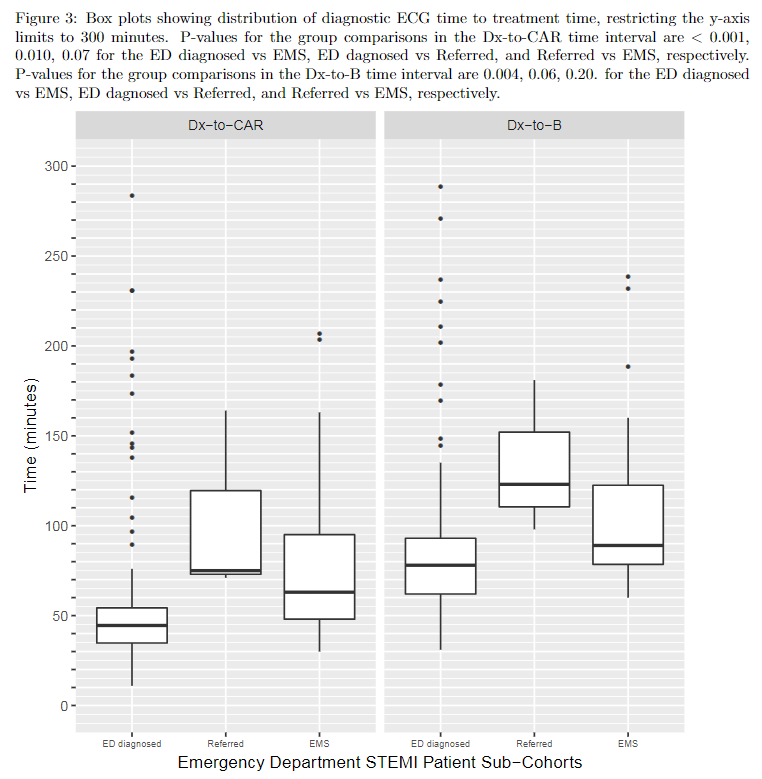 Figure 3: Box plots showing distribution of diagnostic ECG time to treatment time, restricting the y-axis
limits to 300 minutes. P-values for the group comparisons in the Dx-to-CAR time interval are < 0.001,
0.010, 0.07 for the ED diagnosed vs EMS, ED dagnosed vs Referred, and Referred vs EMS, respectively.
P-values for the group comparisons in the Dx-to-B time interval are 0.004, 0.06, 0.20. for the ED diagnosed
vs EMS, ED dagnosed vs Referred, and Referred vs EMS, respectively.
Dx−to−CAR
Dx−to−B
Time (minutes)
300
250
200
150
100
50
0
ED diagnosed
Referred
EMS
ED diagnosed
Referred
EMS
Emergency Department STEMI Patient Sub−Cohorts